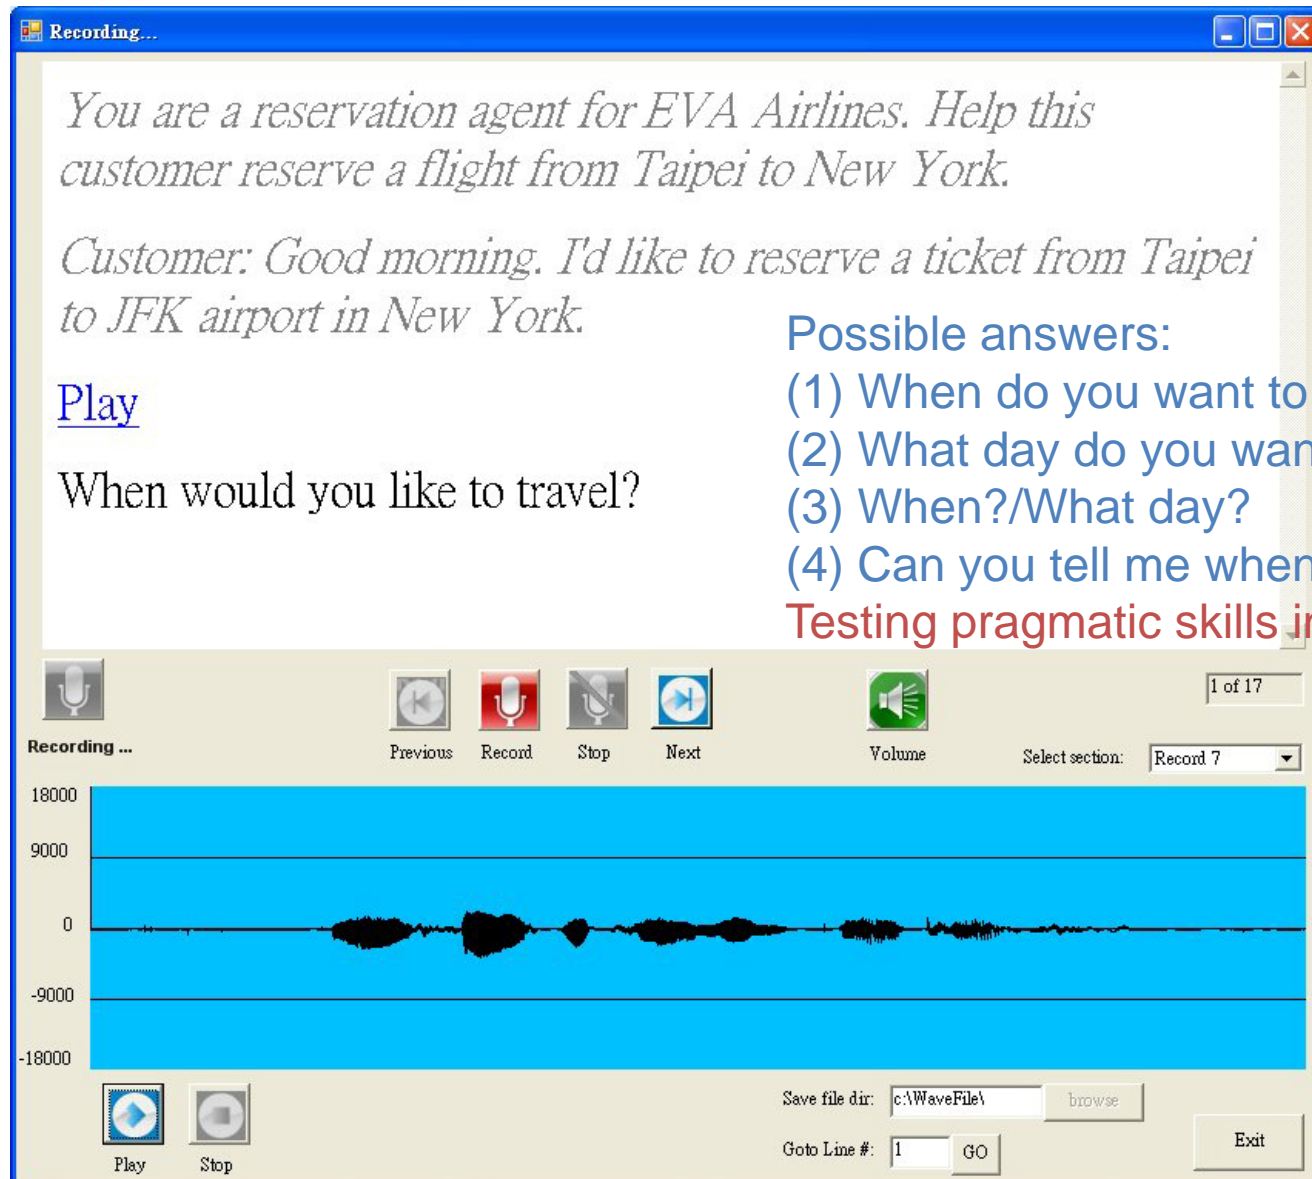 Recording...
You are a reservation agent for EVA Airlines. Help this
customer reserve a flight from Taipei to New York.
Customer: Good morning. I'd like to reserve a ticket from Taipei
to JFK airport in New York.
Play
When would you like to travel?
Possible answers:
(1) When do you want to
(2) What day do you wan
(3) When?/What day?
(4) Can you tell me when
Testing pragmatic skills in
Recording ...
Previous
Record
Stop
Next
Volume
1 of 17
Select section:
Record 7
18000
9000
0
-9000
-18000
Play
Stop
Save file dir:
c:\WaveFile\
browse
Goto Line #:
1
GO
Exit